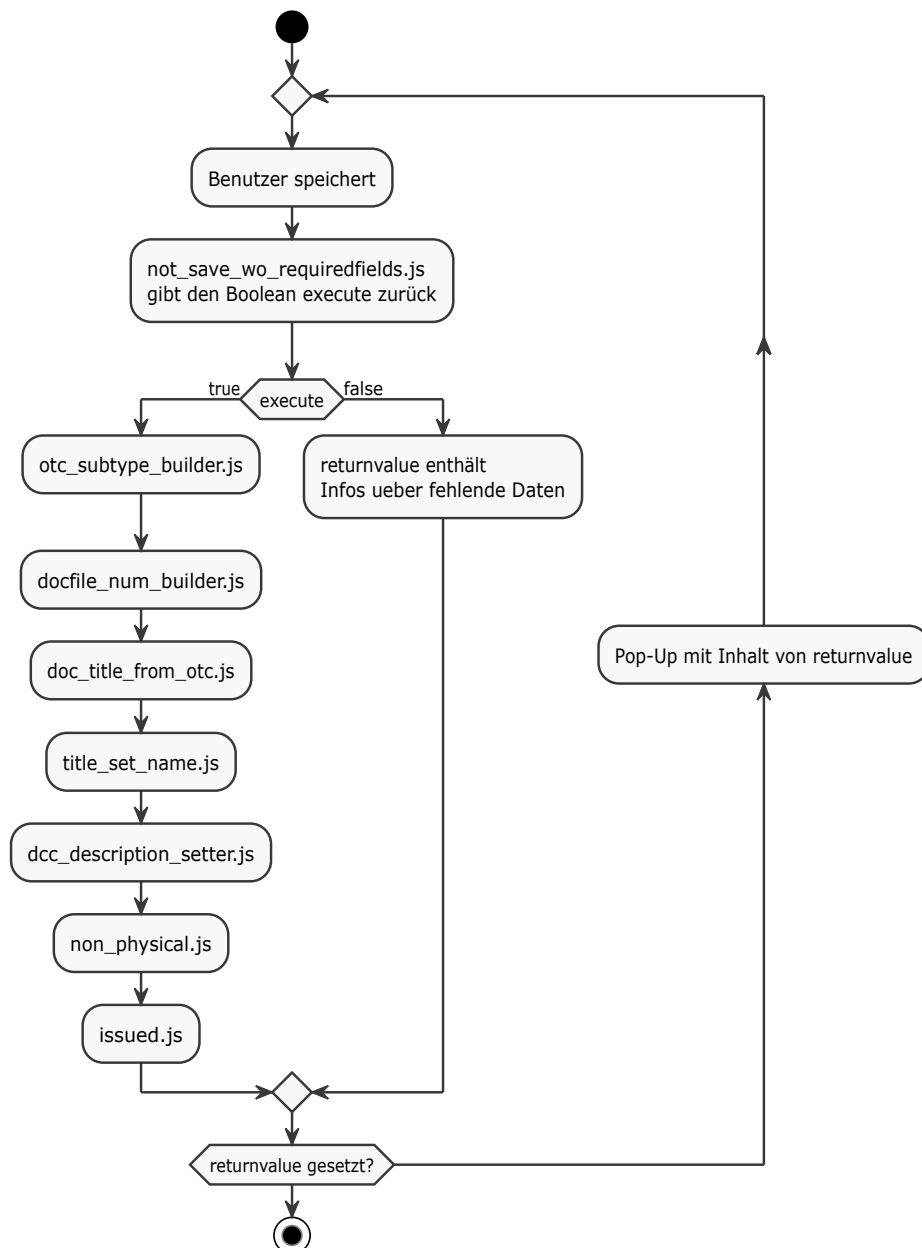 Benutzer speichert
not_save_wo_requiredfields.js
gibt den Boolean execute zurück
true
execute
false
otc_subtype_builder.js
returnvalue enthält
Infos ueber fehlende Daten
docfile_num_builder.js
doc_title_from_otc.js
Pop-Up mit Inhalt von returnvalue
title_set_name.js
dcc_description_setter.js
non_physical.js
issued.js
returnvalue gesetzt?